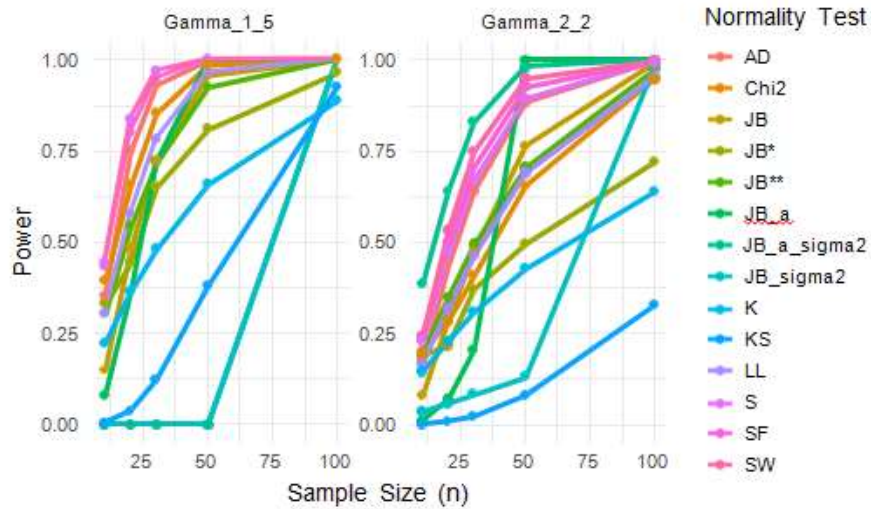 Gamma_1_5
Gamma_2_2
Normality Test
1.00
0.75
0.50
0.25
0.00
1.00
0.75
0.50
0.25
0.00
Power
25 50 75 100
25 50 75 100
Sample Size (n)
AD
Chi2
JB
JB*
JB**
JB_a
JB_a_sigma2
JB_sigma2
K
KS
LL
S
SF
SW